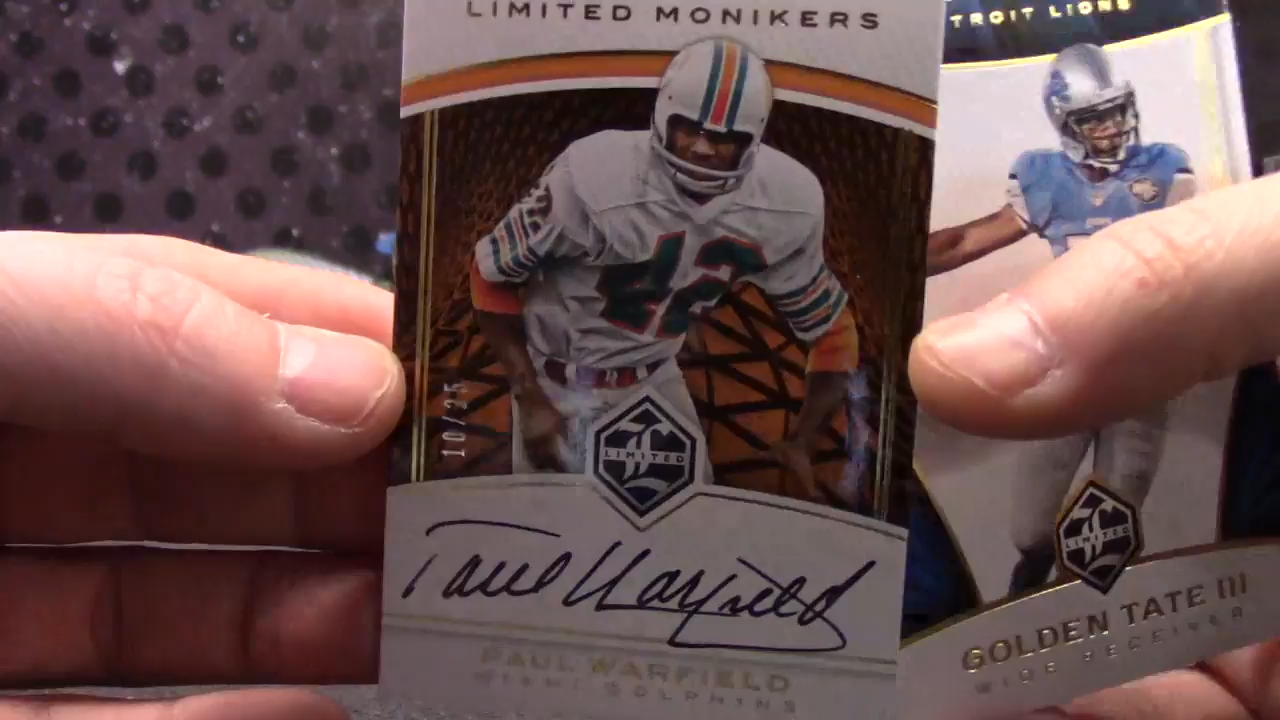 LIMITED MONIKERS
TROIT LIONS
42
10/25
LIMITED
Paul Warfield
PAUL WARFIELD
MIAMI DOLPHINS
LIMITED
GOLDEN TATE III
WIDE RECEIVER